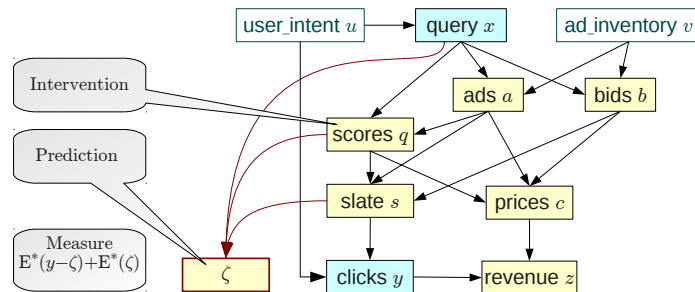 user_intent u
query x
ad_inventory v
Intervention
ads a
bids b
scores q
Prediction
slate s
prices c
Measure
E*(y−ζ)+E*(ζ)
ζ
clicks y
revenue z